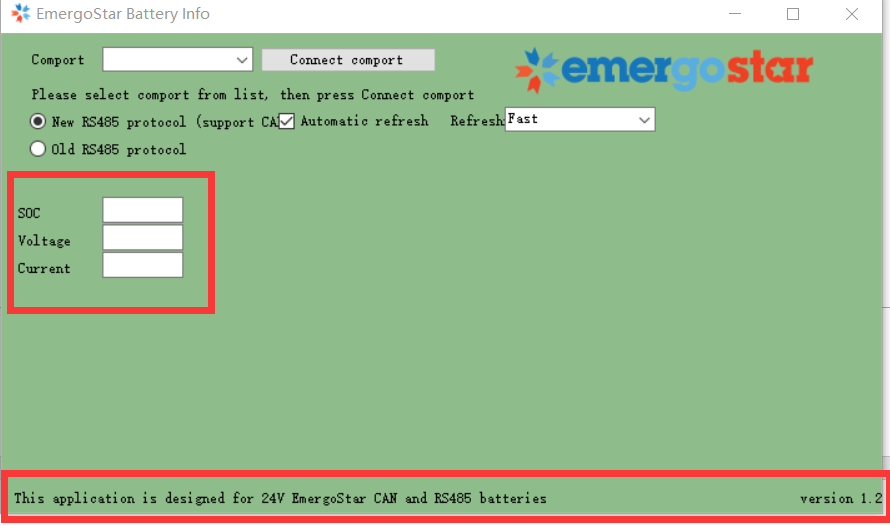 EmergoStar Battery Info
Comport Connect comport
emergostar
Please select comport from list, then press Connect comport
New RS485 protocol (support CA Automatic refresh Refresh Fast
Old RS485 protocol
SOC
Voltage
Current
This application is designed for 24V EmergoStar CAN and RS485 batteries version 1.2